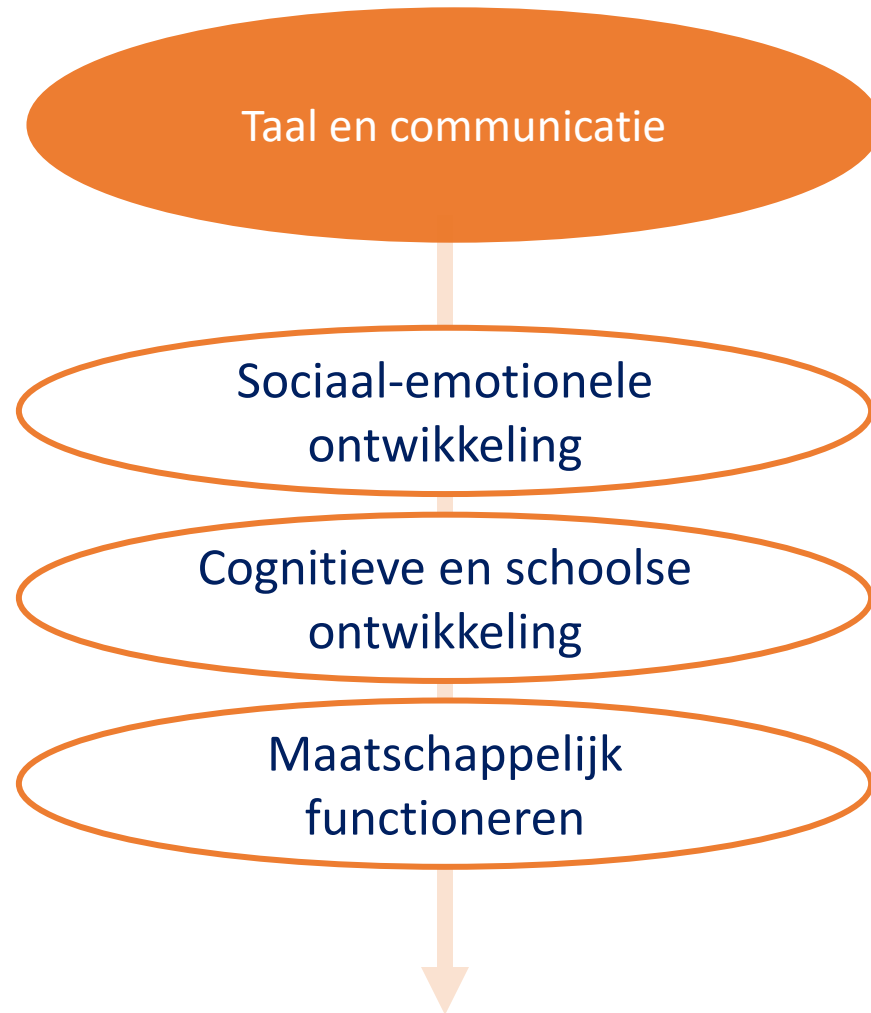 Taal en communicatie
Sociaal-emotionele
ontwikkeling
Cognitieve en schoolse
ontwikkeling
Maatschappelijk
functioneren